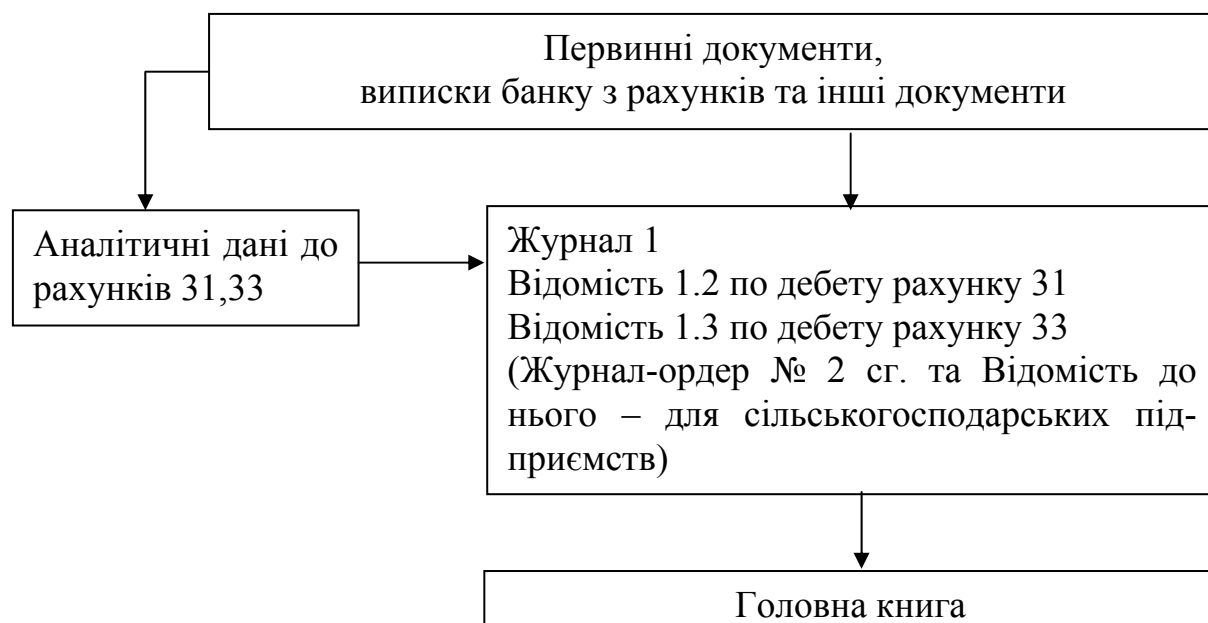 Первинні документи,
виписки банку з рахунків та інші документи
Аналітичні дані до
рахунків 31,33
Журнал 1
Відомість 1.2 по дебету рахунку 31
Відомість 1.3 по дебету рахунку 33
(Журнал-ордер № 2 сг. та Відомість до
нього – для сільськогосподарських під-
приємств)
Головна книга